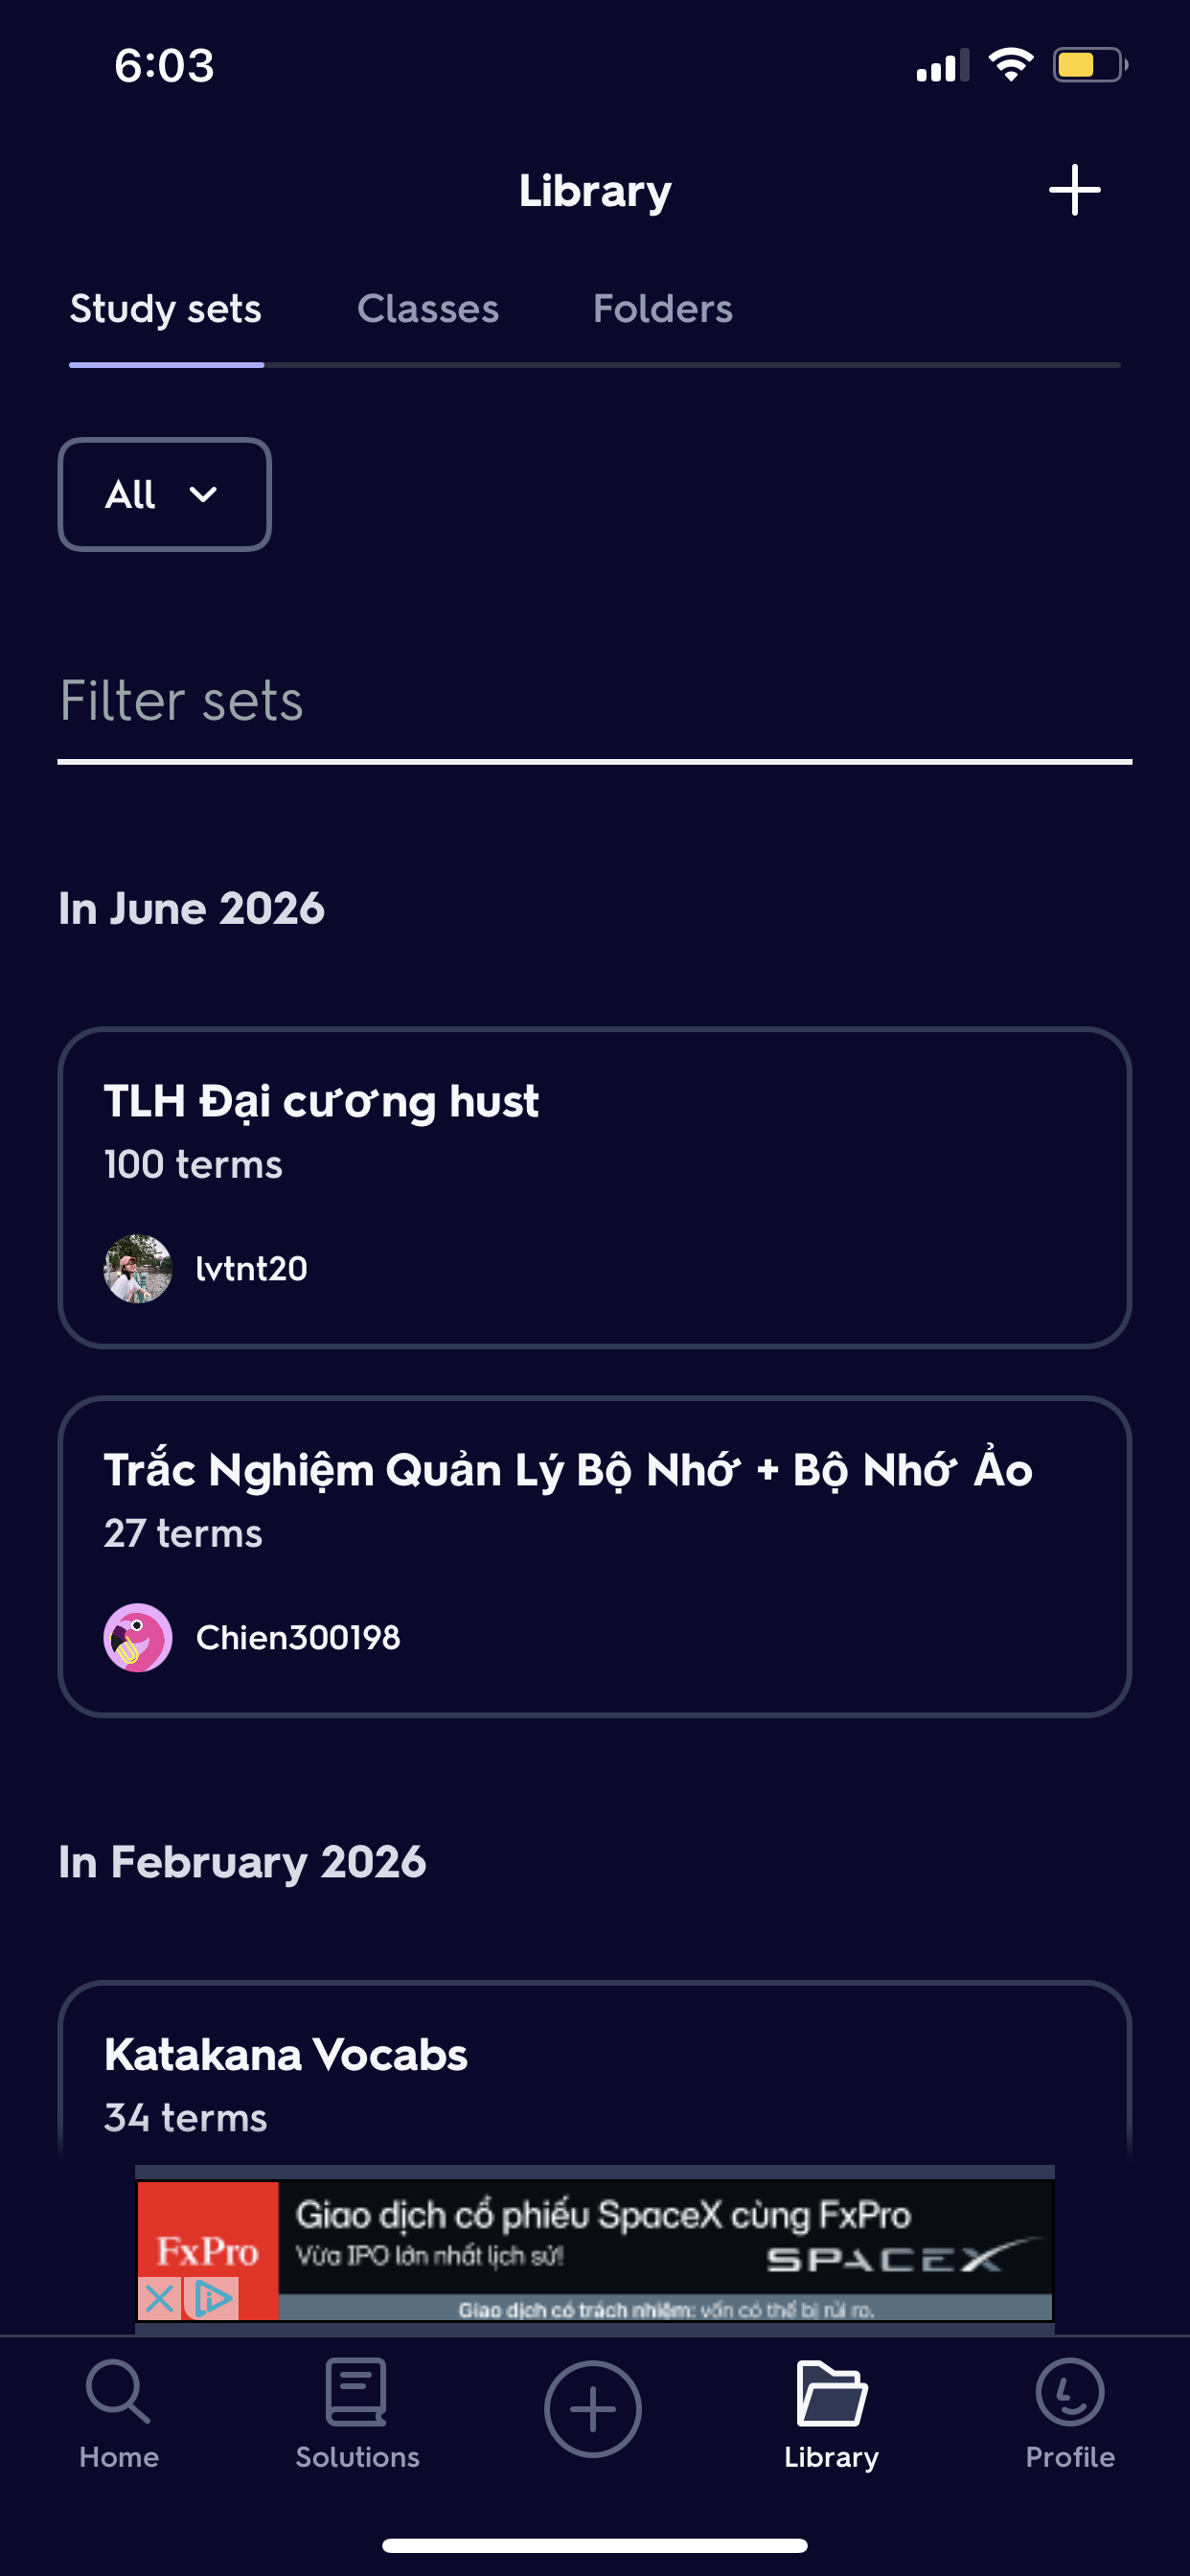 6:03
Library
Study sets
Classes
Folders
All
Filter sets
In June 2026
TLH Đại cương hust
100 terms
lvtnt20
Trắc Nghiệm Quản Lý Bộ Nhớ + Bộ Nhớ Ảo
27 terms
Chien300198
In February 2026
Katakana Vocabs
34 terms
FxPro
Giao dịch cổ phiếu SpaceX cùng FxPro
Vừa IPO lớn nhất lịch sử!
SPACEX
Giao dịch có trách nhiệm: vốn có thể bị rủi ro.
Home
Solutions
Library
Profile